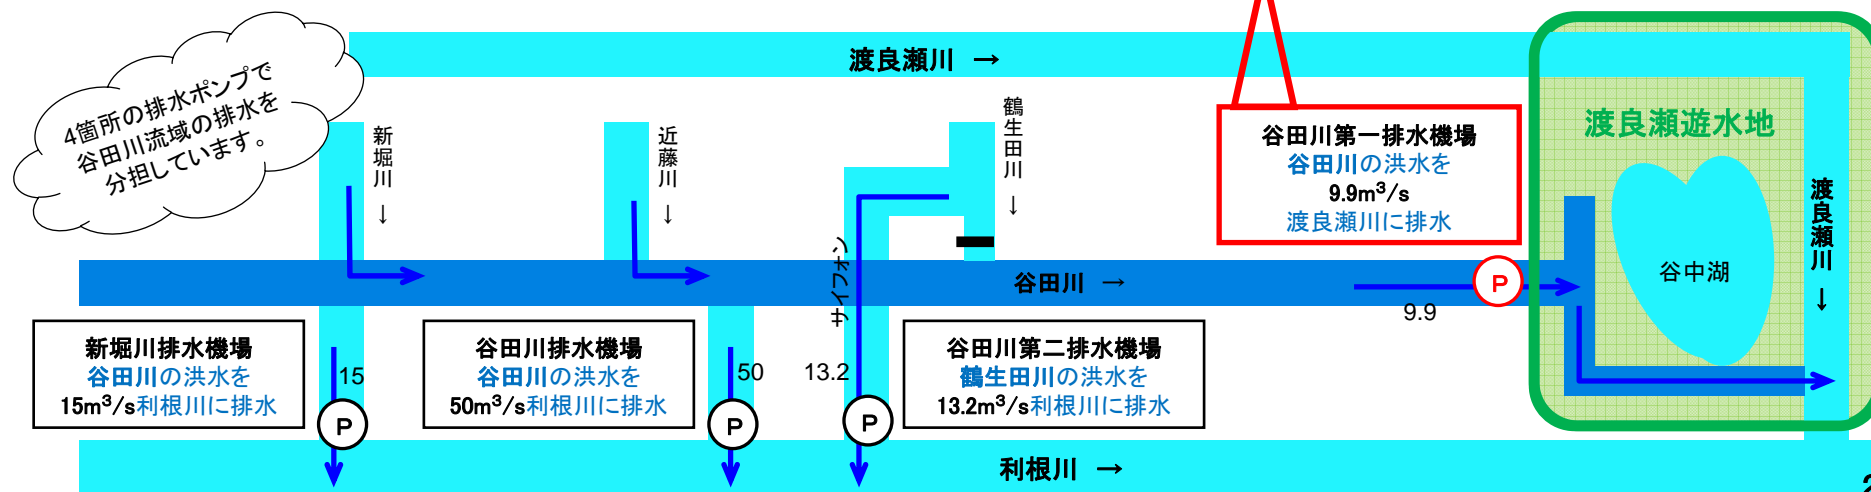 4箇所の排水ポンプで
谷田川流域の排水を
分担しています。
渡良瀬川 →
新堀川 ↓
近藤川 ↓
鶴生田川 ↓
サイフォン
谷田川第一排水機場
谷田川の洪水を
9.9m³/s
渡良瀬川に排水
渡良瀬遊水地
谷中湖
渡良瀬川 ↓
谷田川 →
P
9.9
新堀川排水機場
谷田川の洪水を
15m³/s利根川に排水
15
P
谷田川排水機場
谷田川の洪水を
50m³/s利根川に排水
50
P
13.2
P
谷田川第二排水機場
鶴生田川の洪水を
13.2m³/s利根川に排水
利根川 →